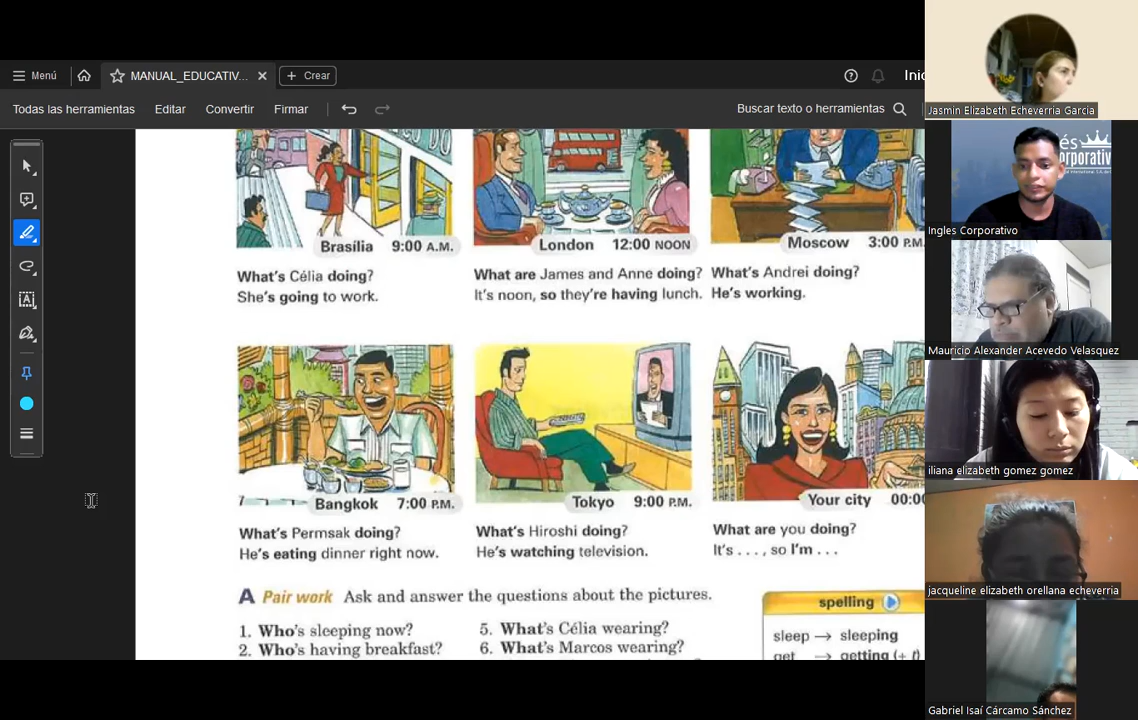 Menú
MANUAL_EDUCATIV...
Crear
Todas las herramientas
Editar
Convertir
Firmar
Buscar texto o herramientas
Brasília 9:00 A.M.
What's Célia doing?
She's going to work.
London 12:00 NOON
What are James and Anne doing?
It's noon, so they're having lunch.
Moscow 3:00 P.M.
What's Andrei doing?
He's working.
Bangkok 7:00 P.M.
What's Permsak doing?
He's eating dinner right now.
Tokyo 9:00 P.M.
What's Hiroshi doing?
He's watching television.
Your city 00:00
What are you doing?
It's . . . , so I'm . . .
A Pair work Ask and answer the questions about the pictures.
1. Who's sleeping now?
2. Who's having breakfast?
5. What's Célia wearing?
6. What's Marcos wearing?
spelling
sleep → sleeping
get → getting (+ t)
Jasmin Elizabeth Echeverria Garcia
Ingles Corporativo
Mauricio Alexander Acevedo Velasquez
iliana elizabeth gomez gomez
jacqueline elizabeth orellana echeverria
Gabriel Isaí Cárcamo Sánchez